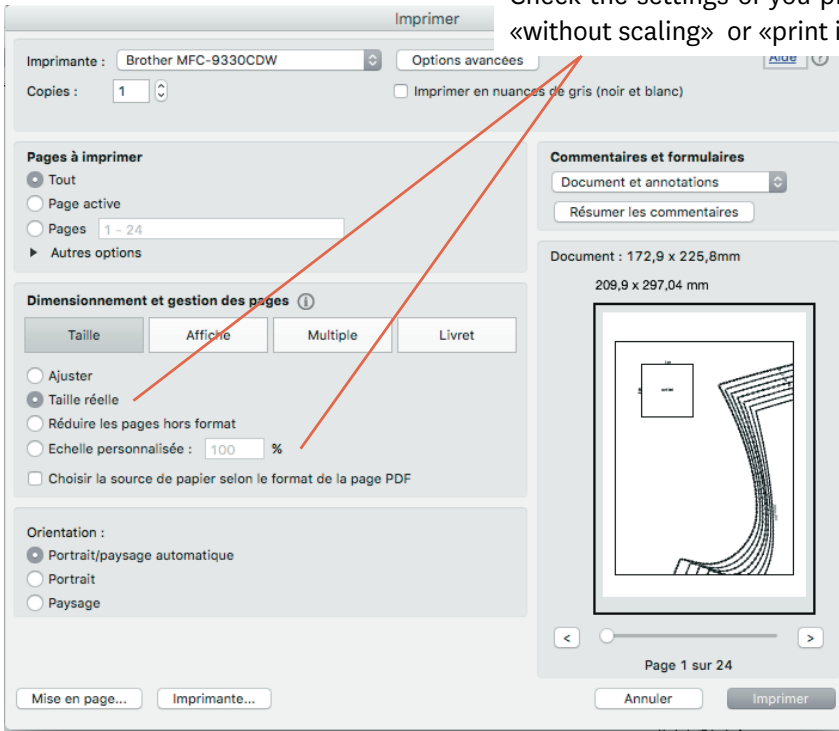 Check the settings of you pr
«without scaling» or «print i
Imprimer
Imprimante : Brother MFC-9330CDW Options avancées Aide ?
Copies : 1 Imprimer en nuances de gris (noir et blanc)
Pages à imprimer
Tout
Page active
Pages 1 - 24
Autres options
Commentaires et formulaires
Document et annotations
Résumer les commentaires
Document : 172,9 x 225,8mm
209,9 x 297,04 mm
Dimensionnement et gestion des pages
Taille Affiche Multiple Livret
Ajuster
Taille réelle
Réduire les pages hors format
Echelle personnalisée : 100 %
Choisir la source de papier selon le format de la page PDF
Orientation :
Portrait/paysage automatique
Portrait
Paysage
< >
Page 1 sur 24
Mise en page... Imprimante... Annuler Imprimer